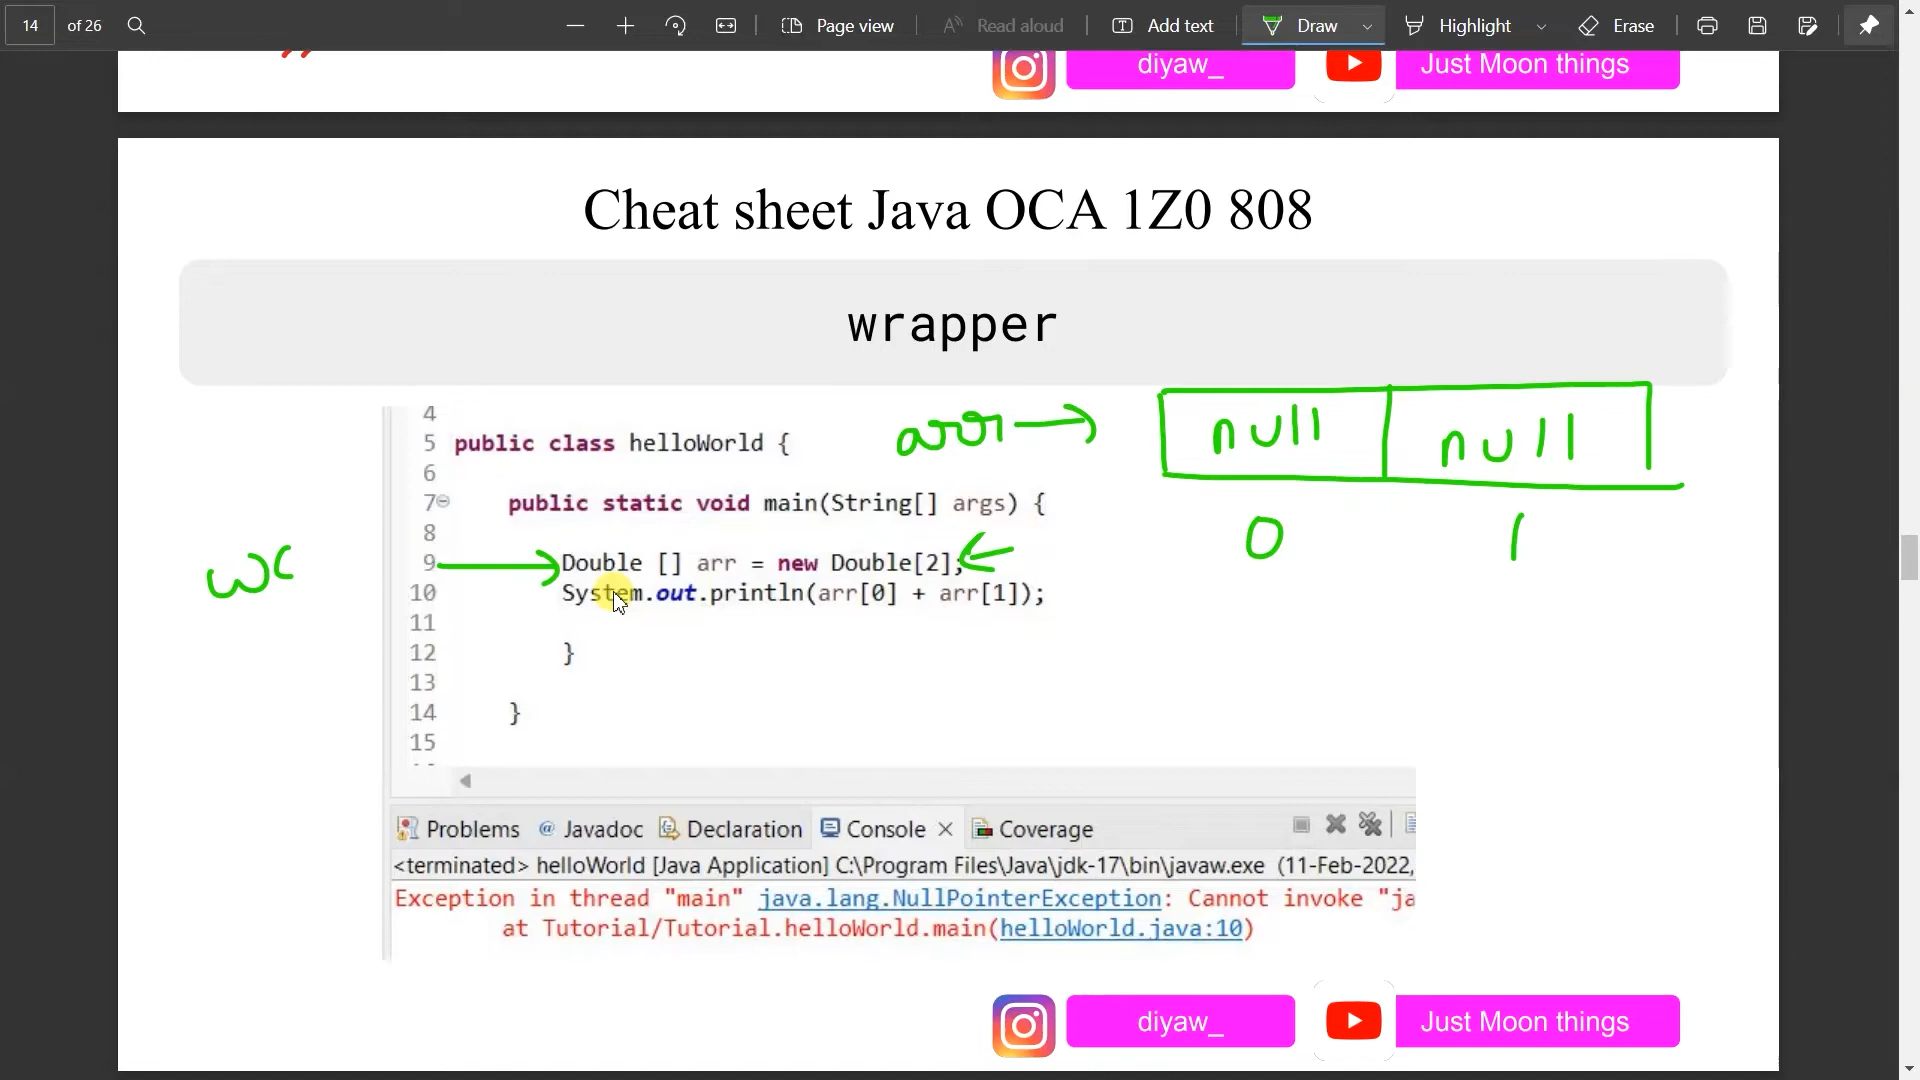 14 of 26 Page view Read aloud Add text Draw Highlight Erase
diyaw_ Just Moon things
Cheat sheet Java OCA 1Z0 808
wrapper
4
5 public class helloWorld {
6
7 public static void main(String[] args) {
8
9 Double [] arr = new Double[2];
10 System.out.println(arr[0] + arr[1]);
11
12 }
13
14 }
15
arr null null
0 1
wc
Problems @ Javadoc Declaration Console Coverage
<terminated> helloWorld [Java Application] C:\Program Files\Java\jdk-17\bin\javaw.exe (11-Feb-2022,
Exception in thread "main" java.lang.NullPointerException: Cannot invoke "ja
at Tutorial/Tutorial.helloWorld.main(helloWorld.java:10)
diyaw_ Just Moon things